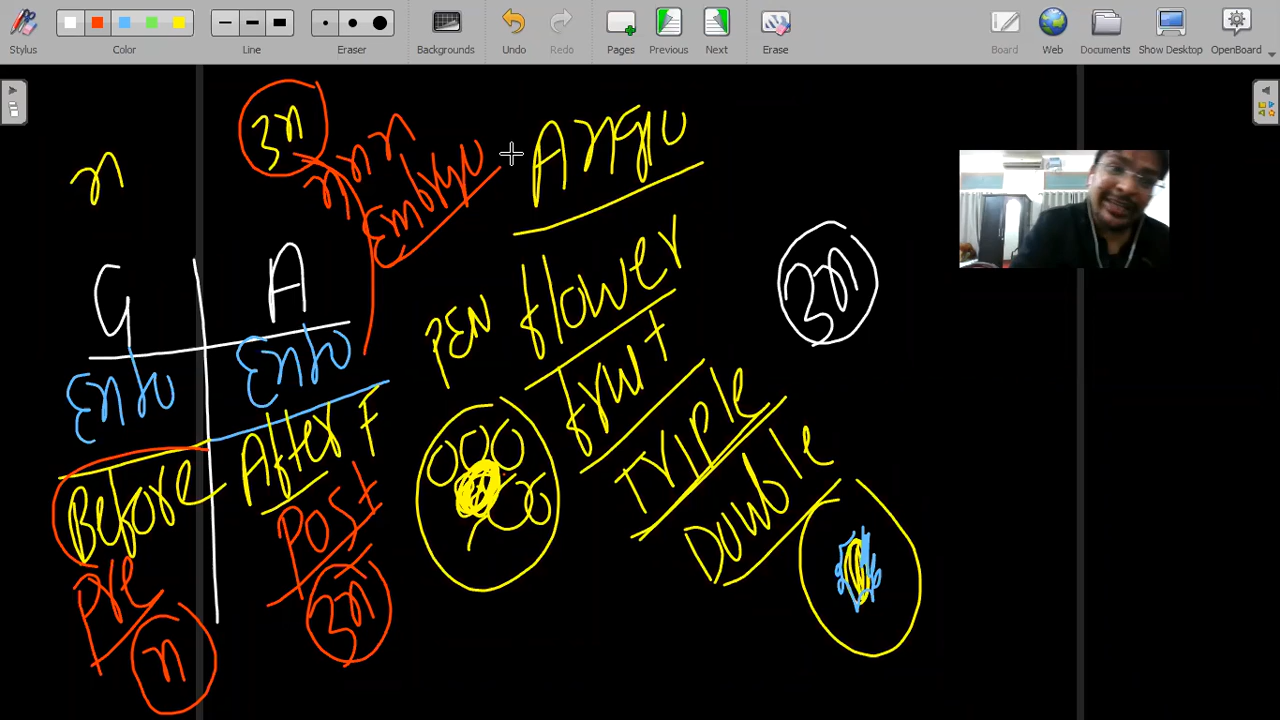 Stylus
Color
Line
Eraser
Backgrounds
Undo
Redo
Pages
Previous
Next
Erase
Board
Web
Documents
Show Desktop
OpenBoard
3n
n n n
Embryo
Angio
n
G A
Endo Endo
PEN
flower
3n
fruit
Before After F
Triple
Double
Pre Post
n 3n